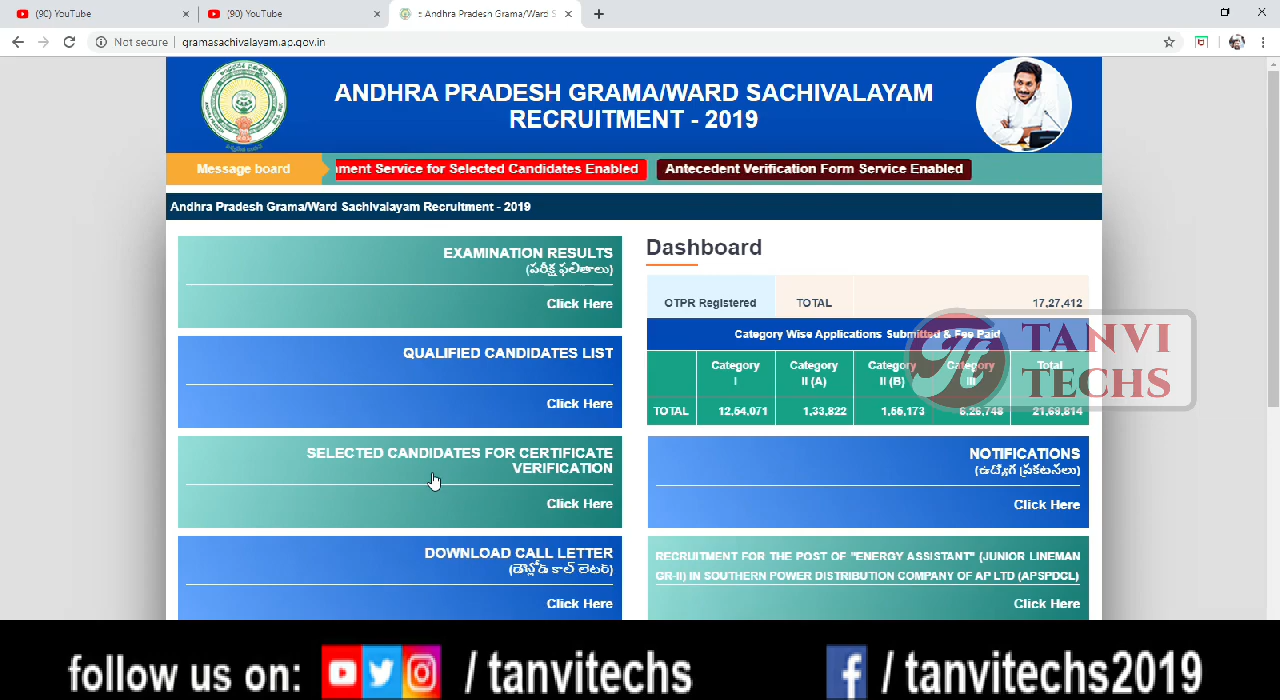 (90) YouTube
(90) YouTube
: Andhra Pradesh Grama/Ward S
Not secure
gramasachivalayam.ap.gov.in
ANDHRA PRADESH GRAMA/WARD SACHIVALAYAM
RECRUITMENT - 2019
Message board
Service for Selected Candidates Enabled
Antecedent Verification Form Service Enabled
Andhra Pradesh Grama/Ward Sachivalayam Recruitment - 2019
EXAMINATION RESULTS
(పరీక్ష ఫలితాలు)
Click Here
QUALIFIED CANDIDATES LIST
Click Here
SELECTED CANDIDATES FOR CERTIFICATE
VERIFICATION
Click Here
DOWNLOAD CALL LETTER
(డౌన్లోడ్ కాల్ లెటర్)
Click Here
Dashboard
OTPR Registered TOTAL 17,27,412
Category Wise Applications Submitted & Fee Paid
Category I Category II (A) Category II (B) Category III Total
TOTAL 12,54,071 1,33,822 1,55,173 6,26,748 21,69,814
TANVI
TECHS
NOTIFICATIONS
(ఉద్యోగ ప్రకటనలు)
Click Here
RECRUITMENT FOR THE POST OF "ENERGY ASSISTANT" (JUNIOR LINEMAN
GR-II) IN SOUTHERN POWER DISTRIBUTION COMPANY OF AP LTD (APSPDCL)
Click Here
follow us on: / tanvitechs
/ tanvitechs2019